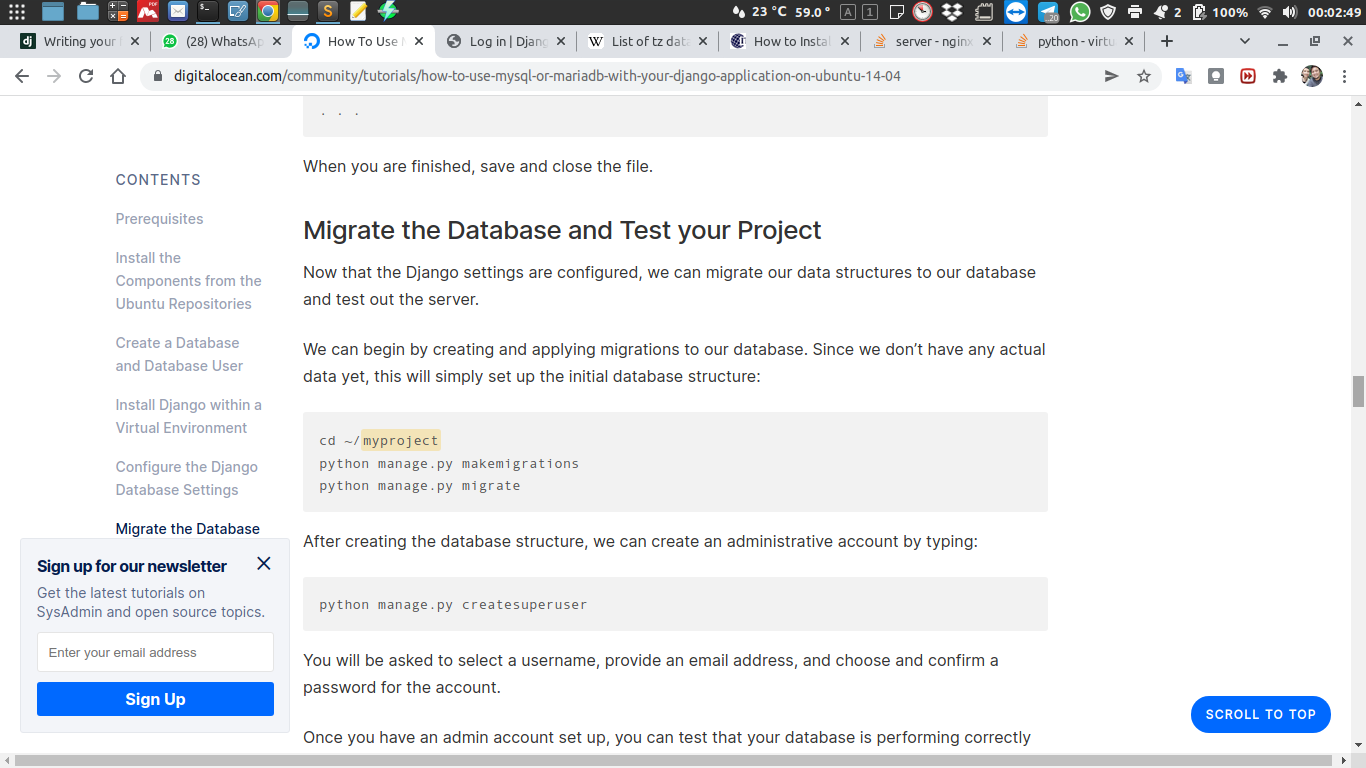 23 °C 59.0 °
A
1
20
2
100%
00:02:49
Writing your
(28) WhatsAp
How To Use M
Log in | Djang
List of tz data
How to Instal
server - nginx
python - virtu
digitalocean.com/community/tutorials/how-to-use-mysql-or-mariadb-with-your-django-application-on-ubuntu-14-04
. . .
When you are finished, save and close the file.
CONTENTS
Prerequisites
Install the
Components from the
Ubuntu Repositories
Create a Database
and Database User
Install Django within a
Virtual Environment
Configure the Django
Database Settings
Migrate the Database
Migrate the Database and Test your Project
Now that the Django settings are configured, we can migrate our data structures to our database
and test out the server.
We can begin by creating and applying migrations to our database. Since we don’t have any actual
data yet, this will simply set up the initial database structure:
cd ~/myproject
python manage.py makemigrations
python manage.py migrate
After creating the database structure, we can create an administrative account by typing:
python manage.py createsuperuser
You will be asked to select a username, provide an email address, and choose and confirm a
password for the account.
Once you have an admin account set up, you can test that your database is performing correctly
Sign up for our newsletter
Get the latest tutorials on
SysAdmin and open source topics.
Enter your email address
Sign Up
SCROLL TO TOP